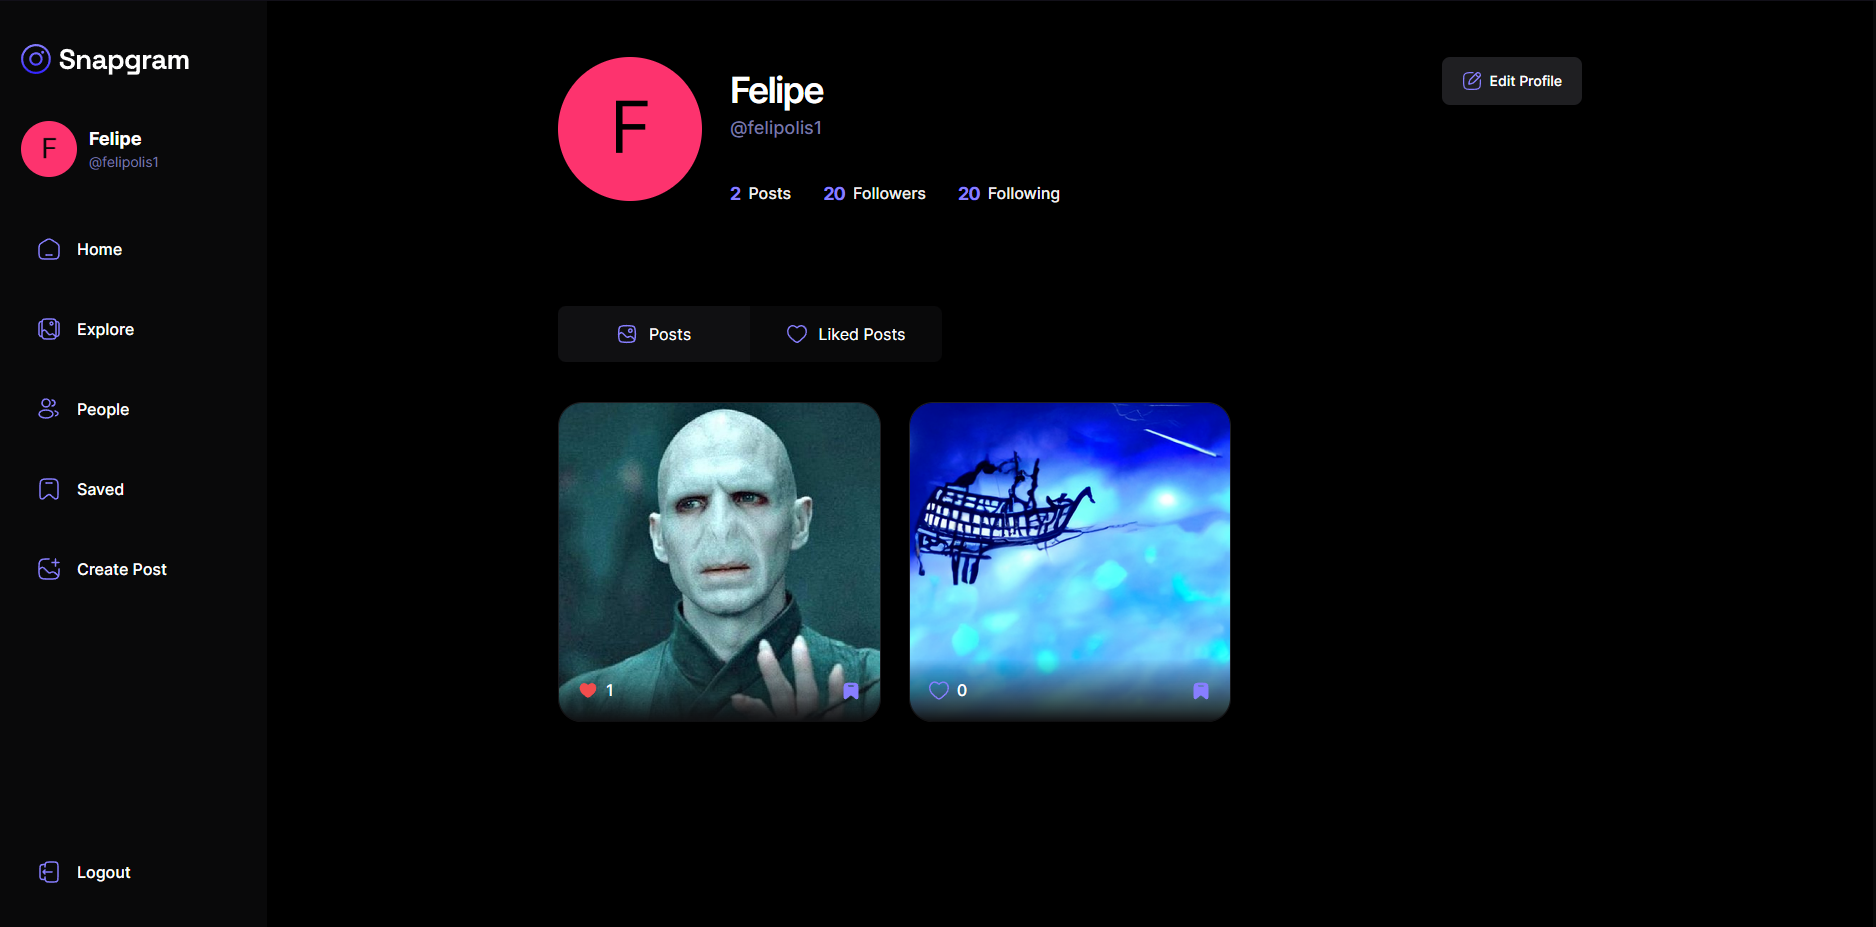 Snapgram
F
Felipe
@felipolis1
Home
Explore
People
Saved
Create Post
Logout
F
Felipe
@felipolis1
2 Posts 20 Followers 20 Following
Edit Profile
Posts
Liked Posts
1
0